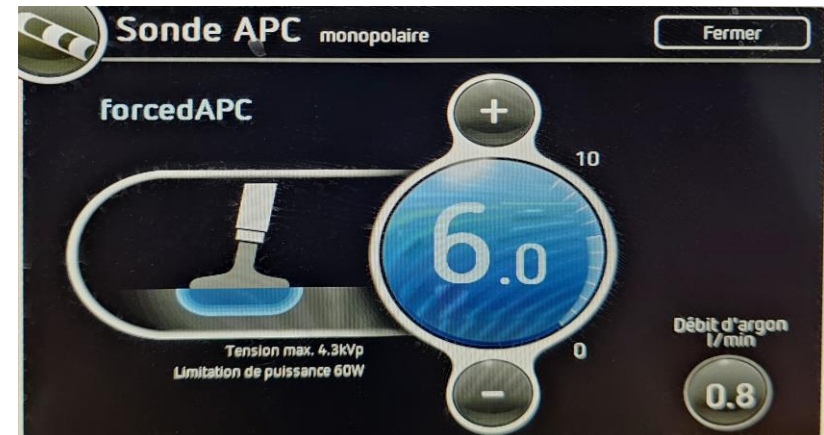 Sonde APC monopolaire
Fermer
forcedAPC
+
10
6.0
0
Tension max. 4.3kVp
Limitation de puissance 60W
-
Débit d'argon
l/min
0.8